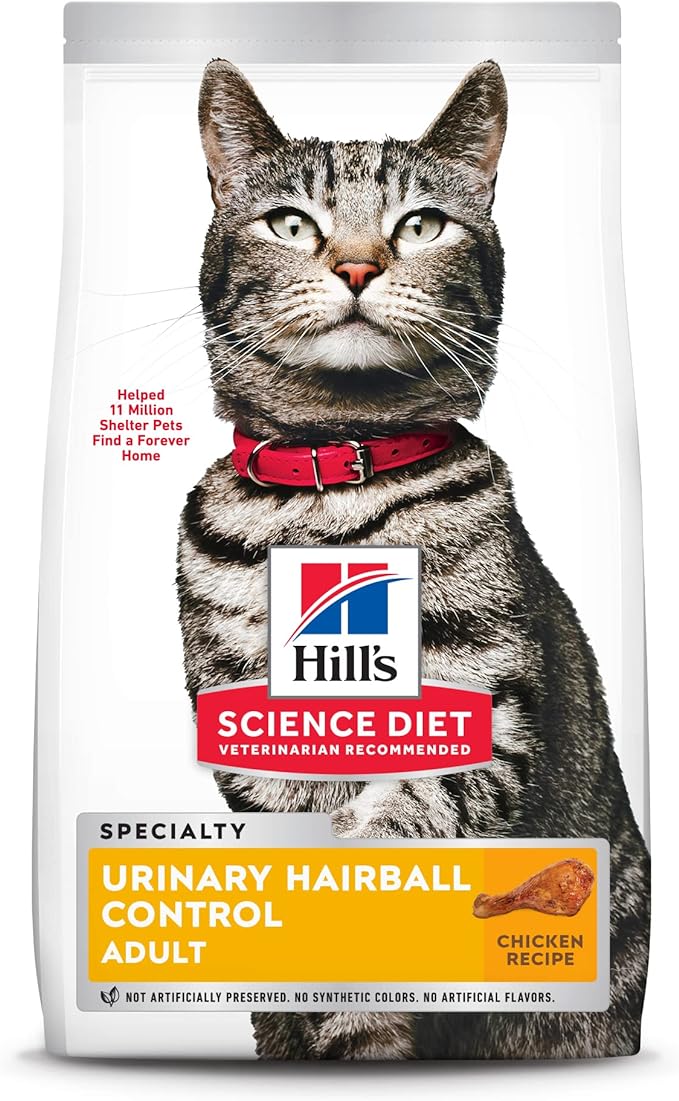 Helped
11 Million
Shelter Pets
Find a Forever
Home
Hill's
SCIENCE DIET
VETERINARIAN RECOMMENDED
SPECIALTY
URINARY HAIRBALL
CONTROL
ADULT
CHICKEN
RECIPE
NOT ARTIFICIALLY PRESERVED. NO SYNTHETIC COLORS. NO ARTIFICIAL FLAVORS.